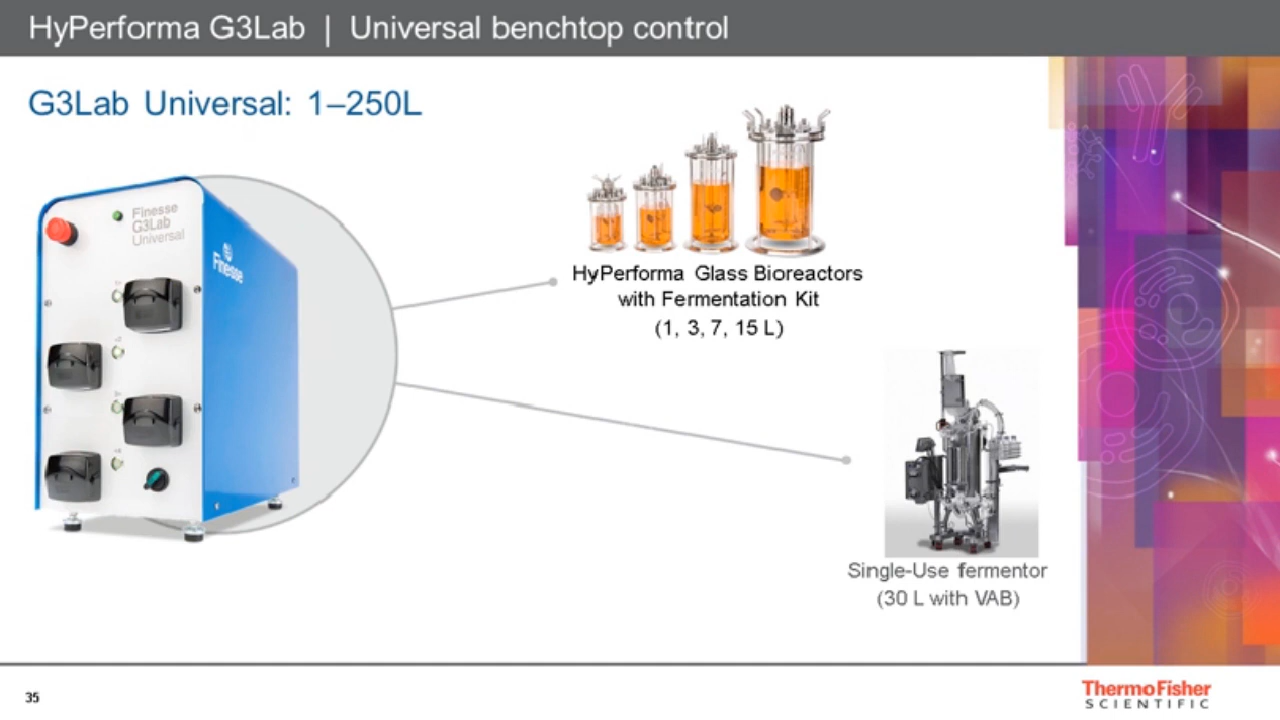 HyPerforma G3Lab | Universal benchtop control
G3Lab Universal: 1–250L
Finesse
G3Lab
Universal
Finesse
HyPerforma Glass Bioreactors
with Fermentation Kit
(1, 3, 7, 15 L)
Single-Use fermentor
(30 L with VAB)
35
ThermoFisher
SCIENTIFIC